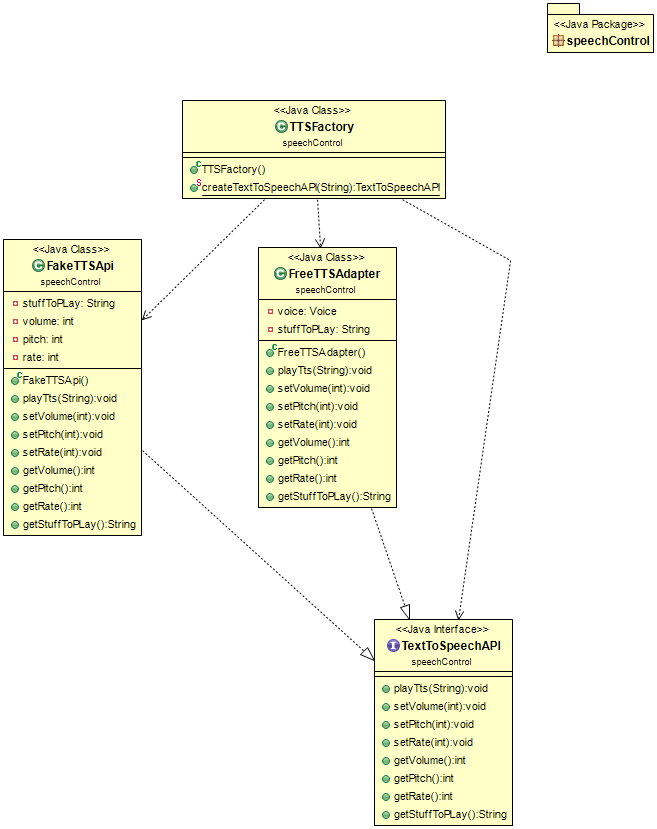 <<Java Package>>
speechControl
<<Java Class>>
TTSFactory
speechControl
TTSFactory()
createTextToSpeechAPI(String):TextToSpeechAPI
<<Java Class>>
FakeTTSApi
speechControl
stuffToPLay: String
volume: int
pitch: int
rate: int
FakeTTSApi()
playTts(String):void
setVolume(int):void
setPitch(int):void
setRate(int):void
getVolume():int
getPitch():int
getRate():int
getStuffToPLay():String
<<Java Class>>
FreeTTSAdapter
speechControl
voice: Voice
stuffToPLay: String
FreeTTSAdapter()
playTts(String):void
setVolume(int):void
setPitch(int):void
setRate(int):void
getVolume():int
getPitch():int
getRate():int
getStuffToPLay():String
<<Java Interface>>
TextToSpeechAPI
speechControl
playTts(String):void
setVolume(int):void
setPitch(int):void
setRate(int):void
getVolume():int
getPitch():int
getRate():int
getStuffToPLay():String